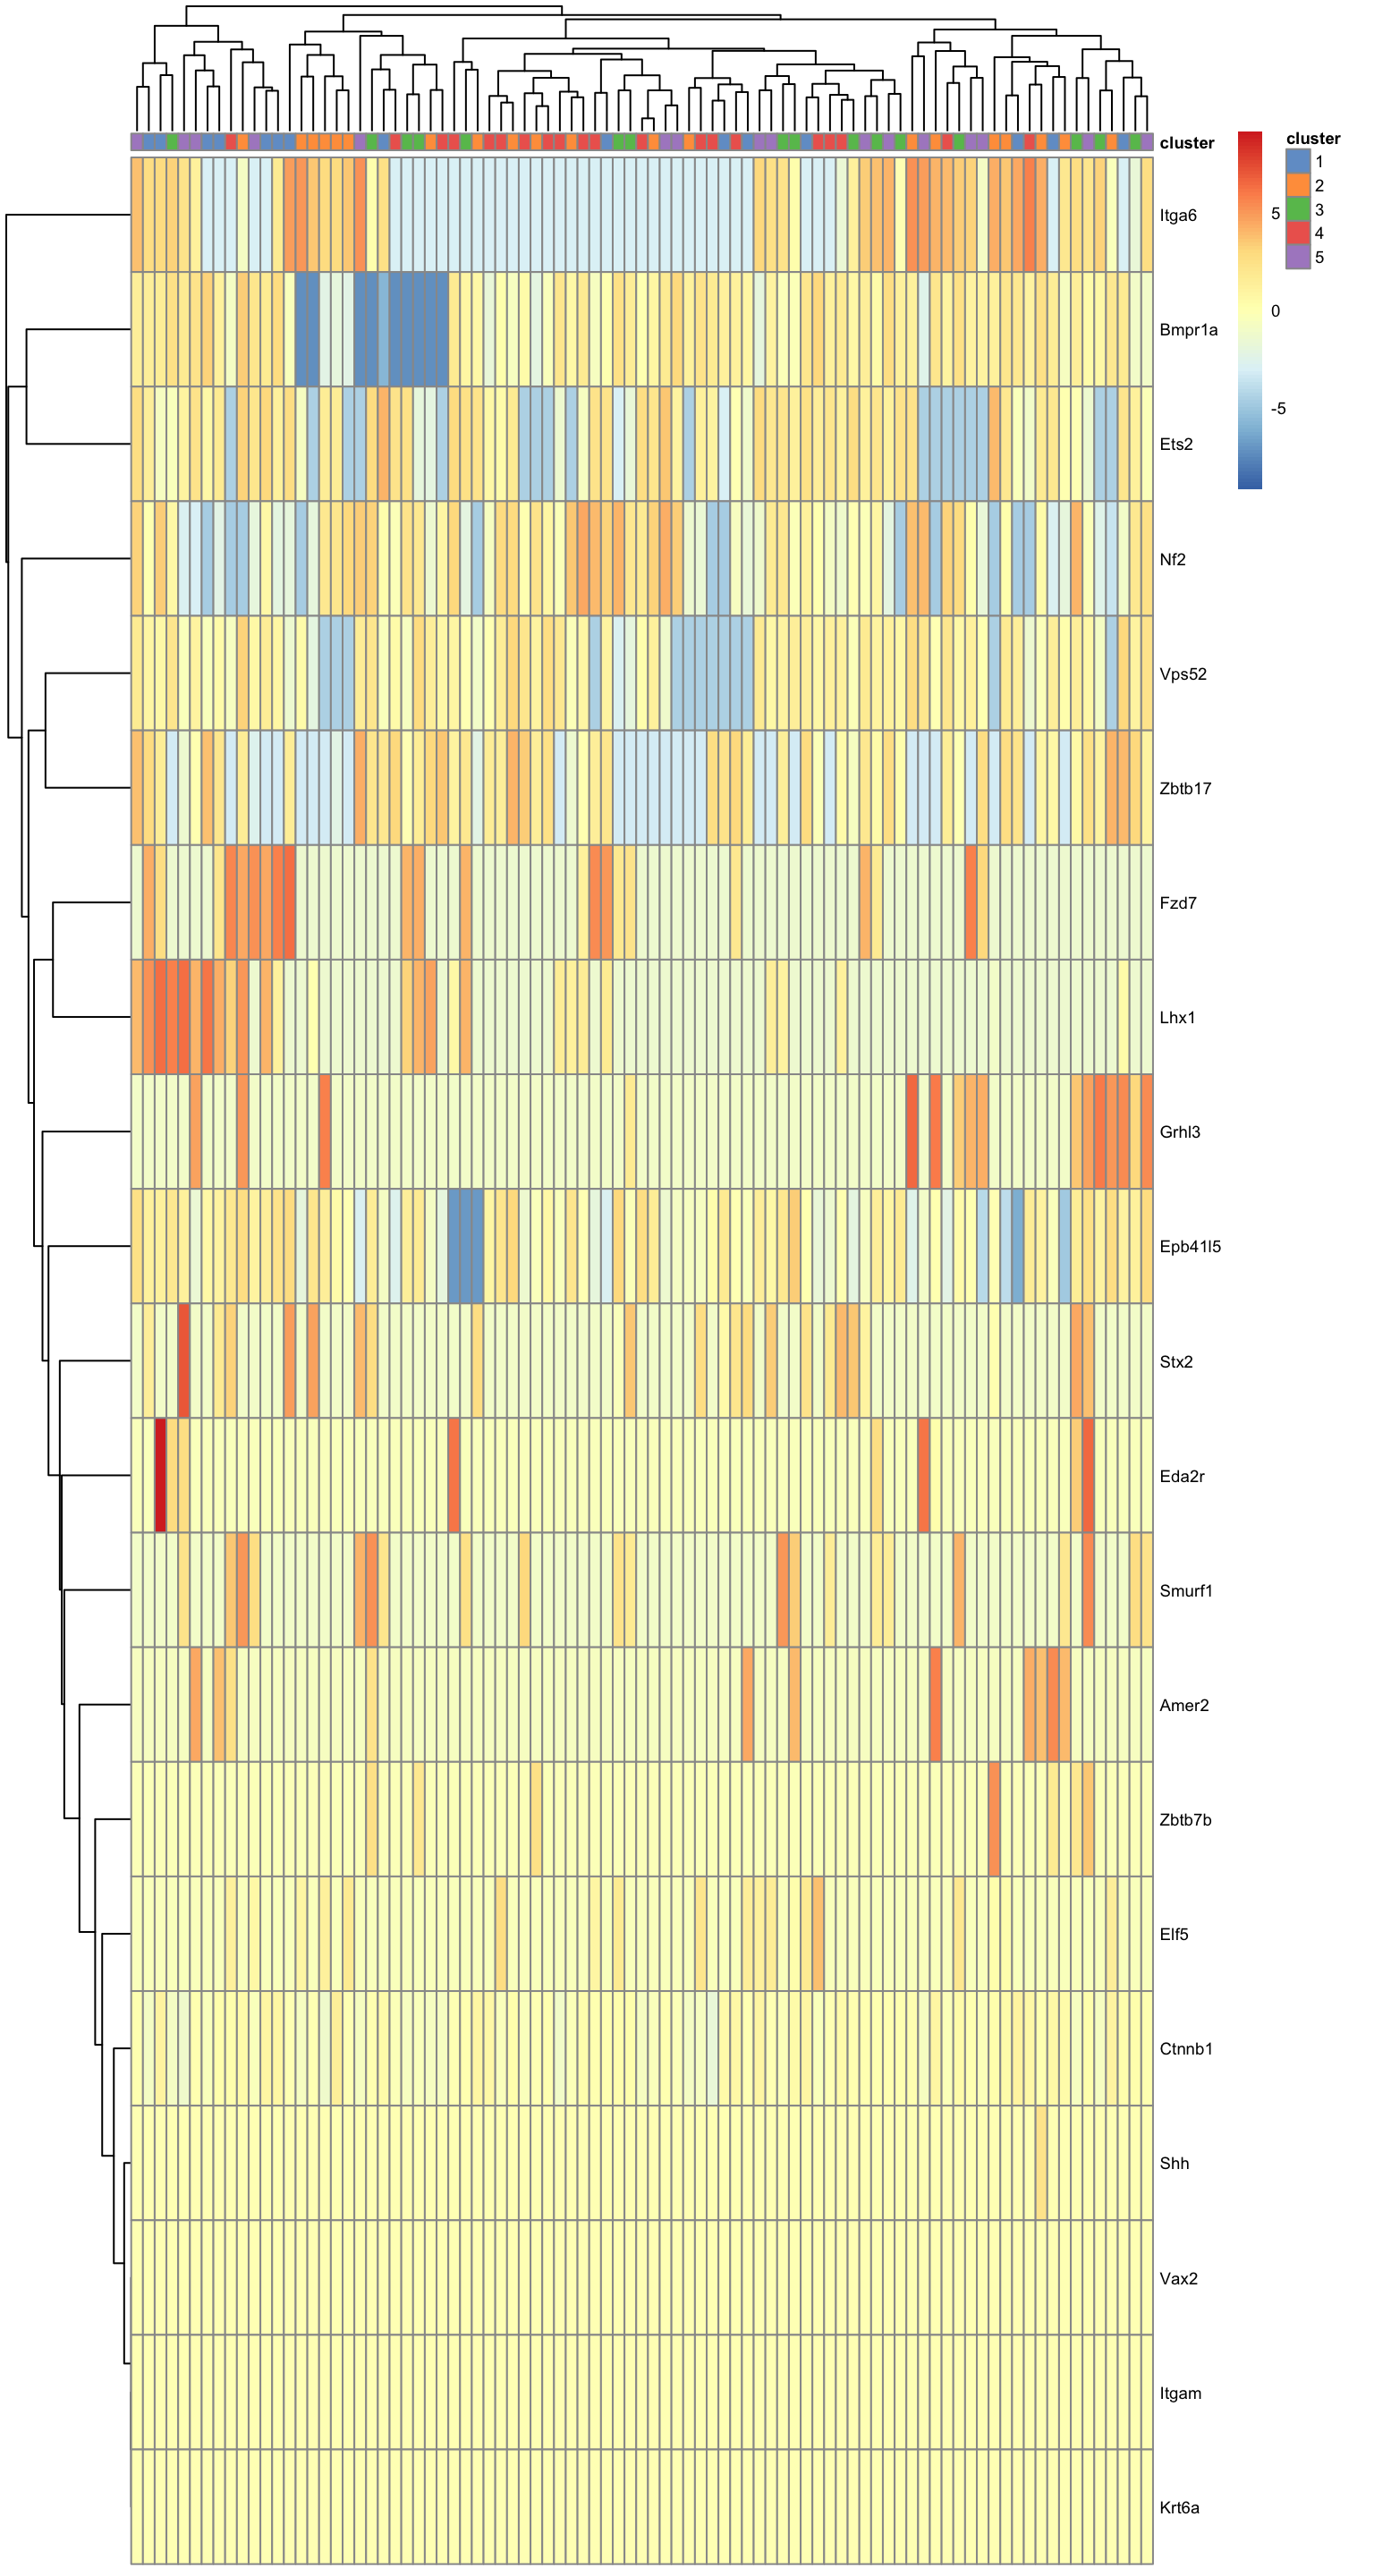 cluster
cluster
1
2
3
4
5
5
0
-5
Itga6
Bmpr1a
Ets2
Nf2
Vps52
Zbtb17
Fzd7
Lhx1
Grhl3
Epb41l5
Stx2
Eda2r
Smurf1
Amer2
Zbtb7b
Elf5
Ctnnb1
Shh
Vax2
Itgam
Krt6a